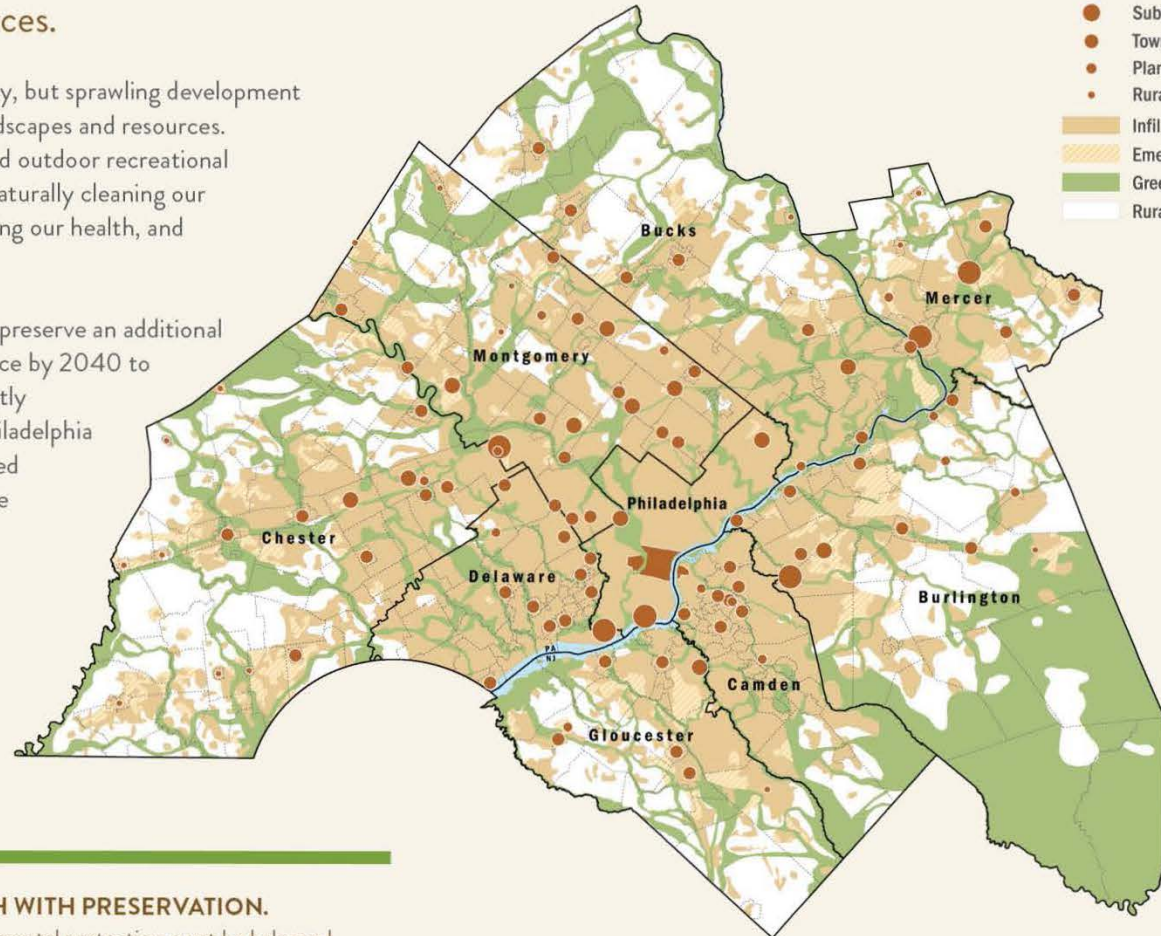 ces.
y, but sprawling development
dscapes and resources.
d outdoor recreational
aturally cleaning our
ng our health, and
preserve an additional
ce by 2040 to
tly
iladelphia
ed
e
H WITH PRESERVATION.
Sub
Tow
Plan
Rura
Infil
Eme
Gree
Rura
Bucks
Mercer
Montgomery
Philadelphia
Chester
Delaware
Burlington
PA
NJ
Camden
Gloucester